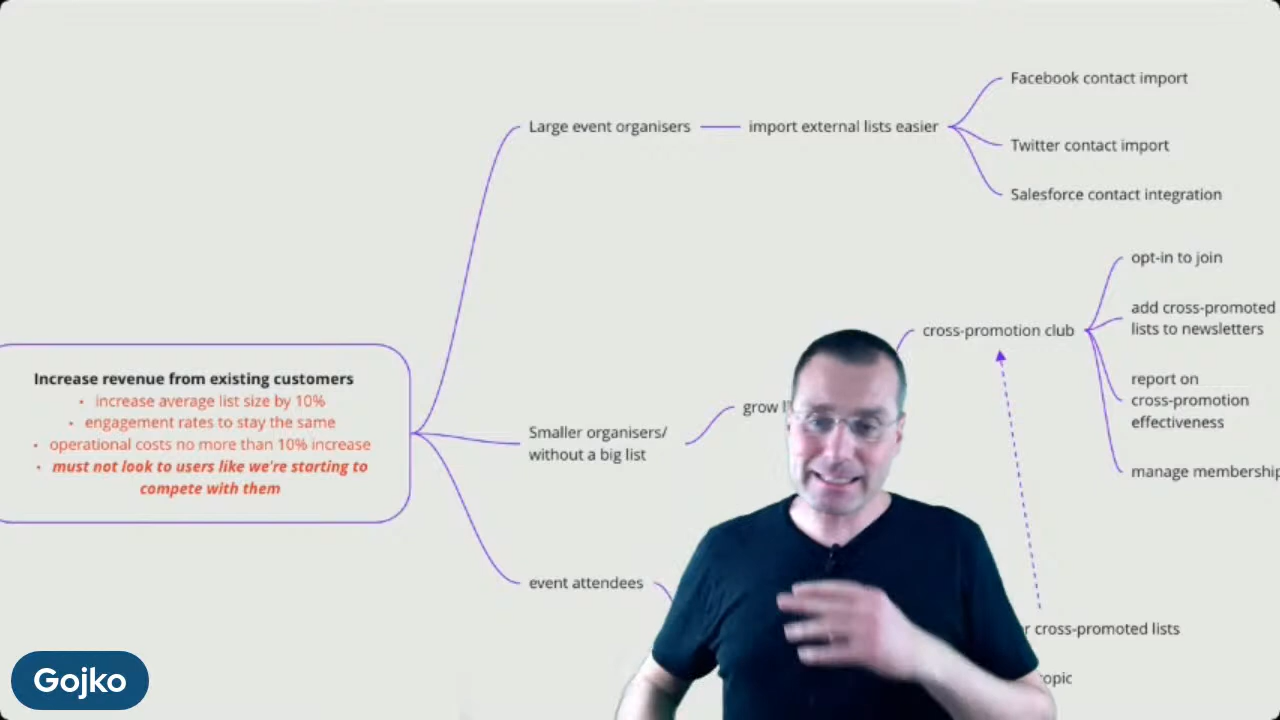 Facebook contact import
Large event organisers
import external lists easier
Twitter contact import
Salesforce contact integration
opt-in to join
add cross-promoted
lists to newsletters
cross-promotion club
Increase revenue from existing customers
• increase average list size by 10%
• engagement rates to stay the same
• operational costs no more than 10% increase
• must not look to users like we're starting to
compete with them
report on
cross-promotion
effectiveness
grow
Smaller organisers/
without a big list
manage membership
event attendees
cross-promoted lists
topic
Gojko